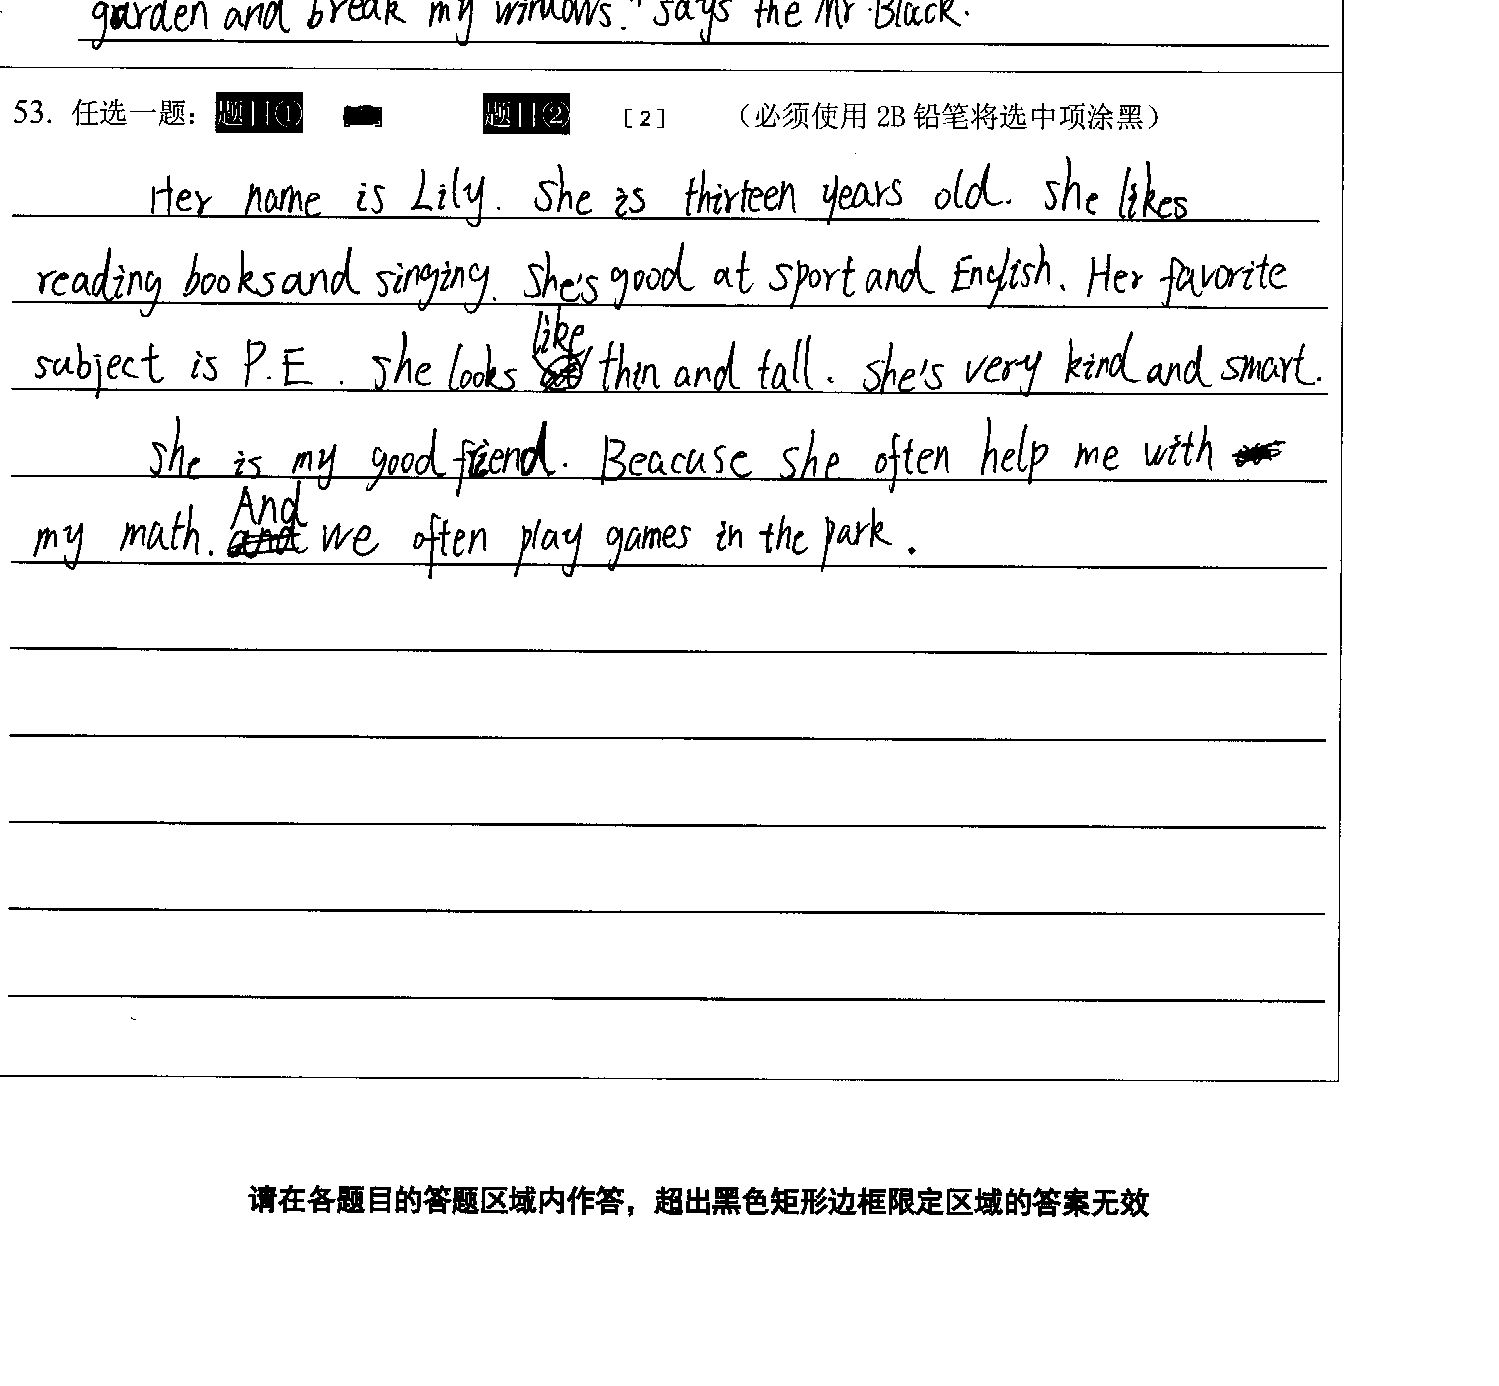 garden and break my windows." says the Mr. Black.
53. 任选一题： 题目① 题目② [2] （必须使用 2B 铅笔将选中项涂黑）
Her name is Lily. She is thirteen years old. She likes
reading books and singing. She's good at sport and English. Her favorite
subject is P.E. She looks like thin and tall. She's very kind and smart.
She is my good fiend. Beacuse she often help me with
my math. And we often play games in the park.
请在各题目的答题区域内作答，超出黑色矩形边框限定区域的答案无效